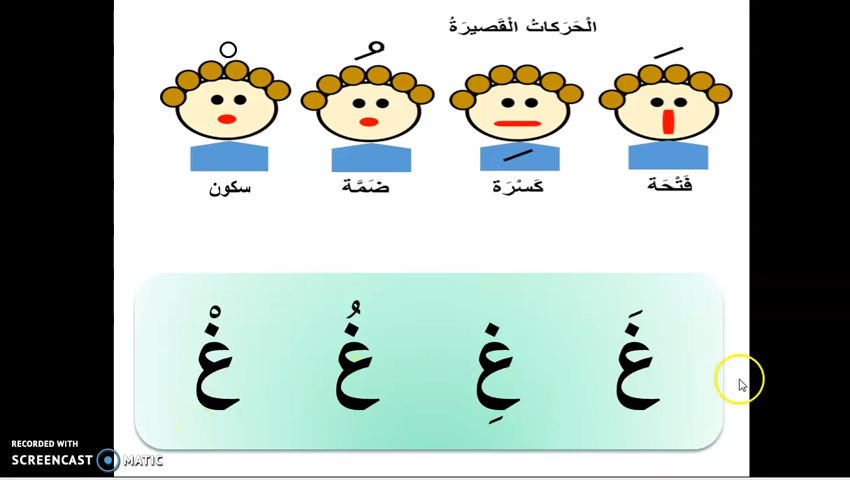 الْحَرَكاتُ الْقَصيرَةُ
فَتْحَة كَسْرَة ضَمَّة سكون
غَ غِ غُ غْ
RECORDED WITH
SCREENCAST MATIC